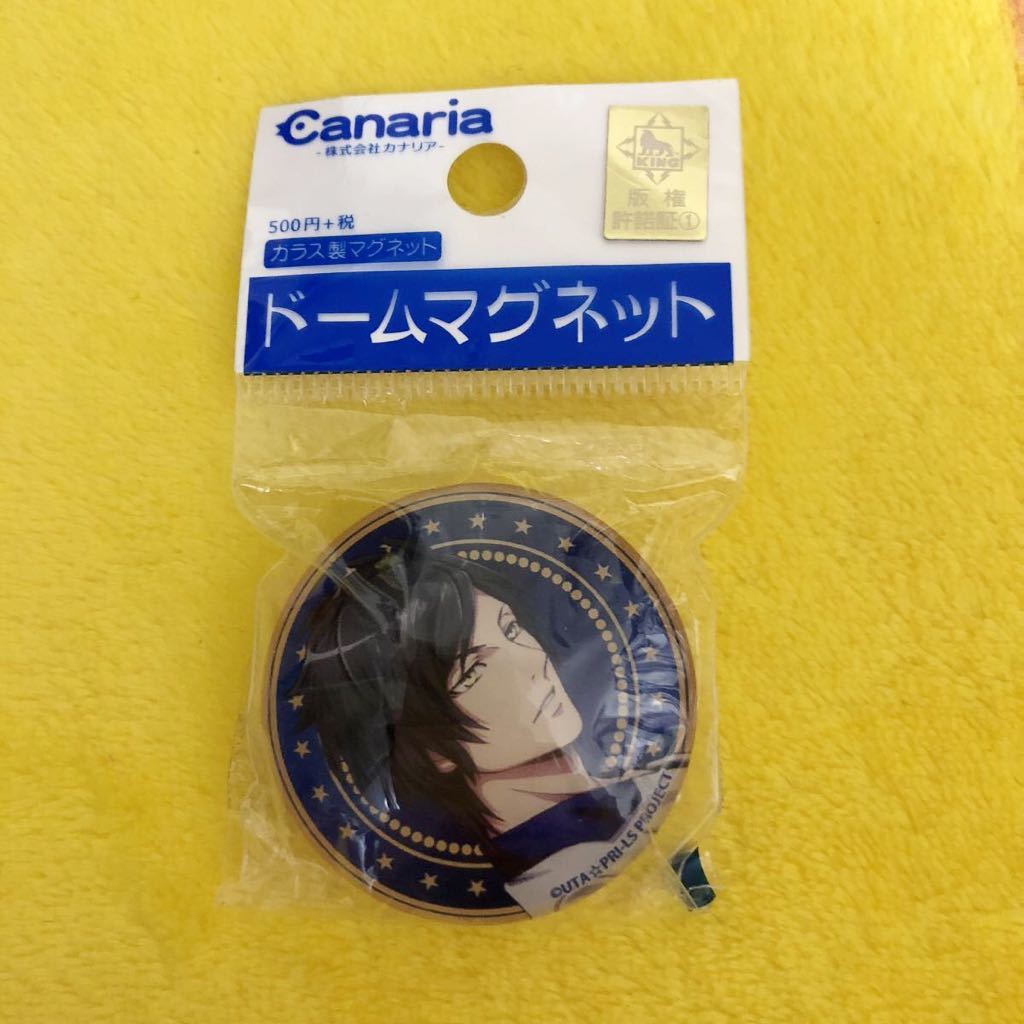 Canaria
-株式会社カナリア-
KING
版権
許諾証①
500円+税
ガラス製マグネット
ドームマグネット
©UTA☆PRI-LS PROJECT